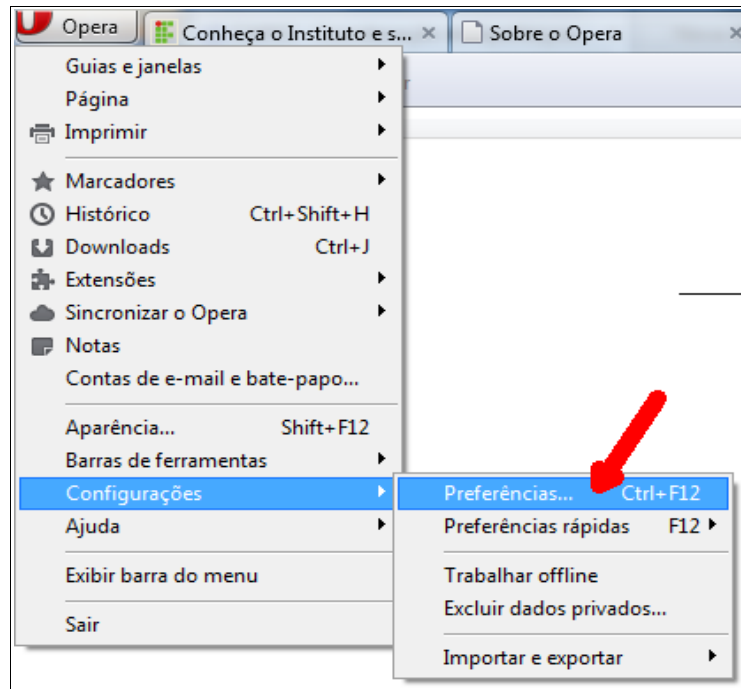 Opera Conheça o Instituto e s... Sobre o Opera
Guias e janelas
Página
Imprimir
Marcadores
Histórico Ctrl+Shift+H
Downloads Ctrl+J
Extensões
Sincronizar o Opera
Notas
Contas de e-mail e bate-papo...
Aparência... Shift+F12
Barras de ferramentas
Configurações
Ajuda
Exibir barra do menu
Sair
Preferências... Ctrl+F12
Preferências rápidas F12
Trabalhar offline
Excluir dados privados...
Importar e exportar